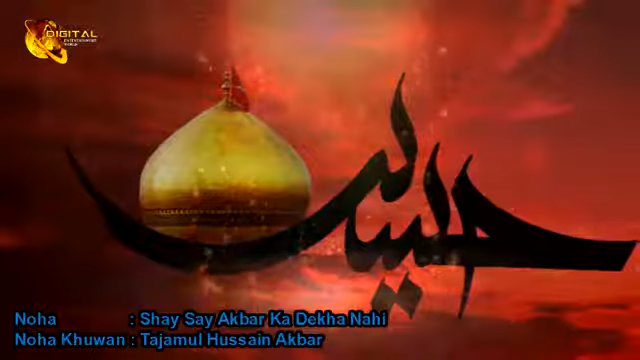 DIGITAL
حسین
Noha : Shay Say Akbar Ka Dekha Nahi
Noha Khuwan : Tajamul Hussain Akbar